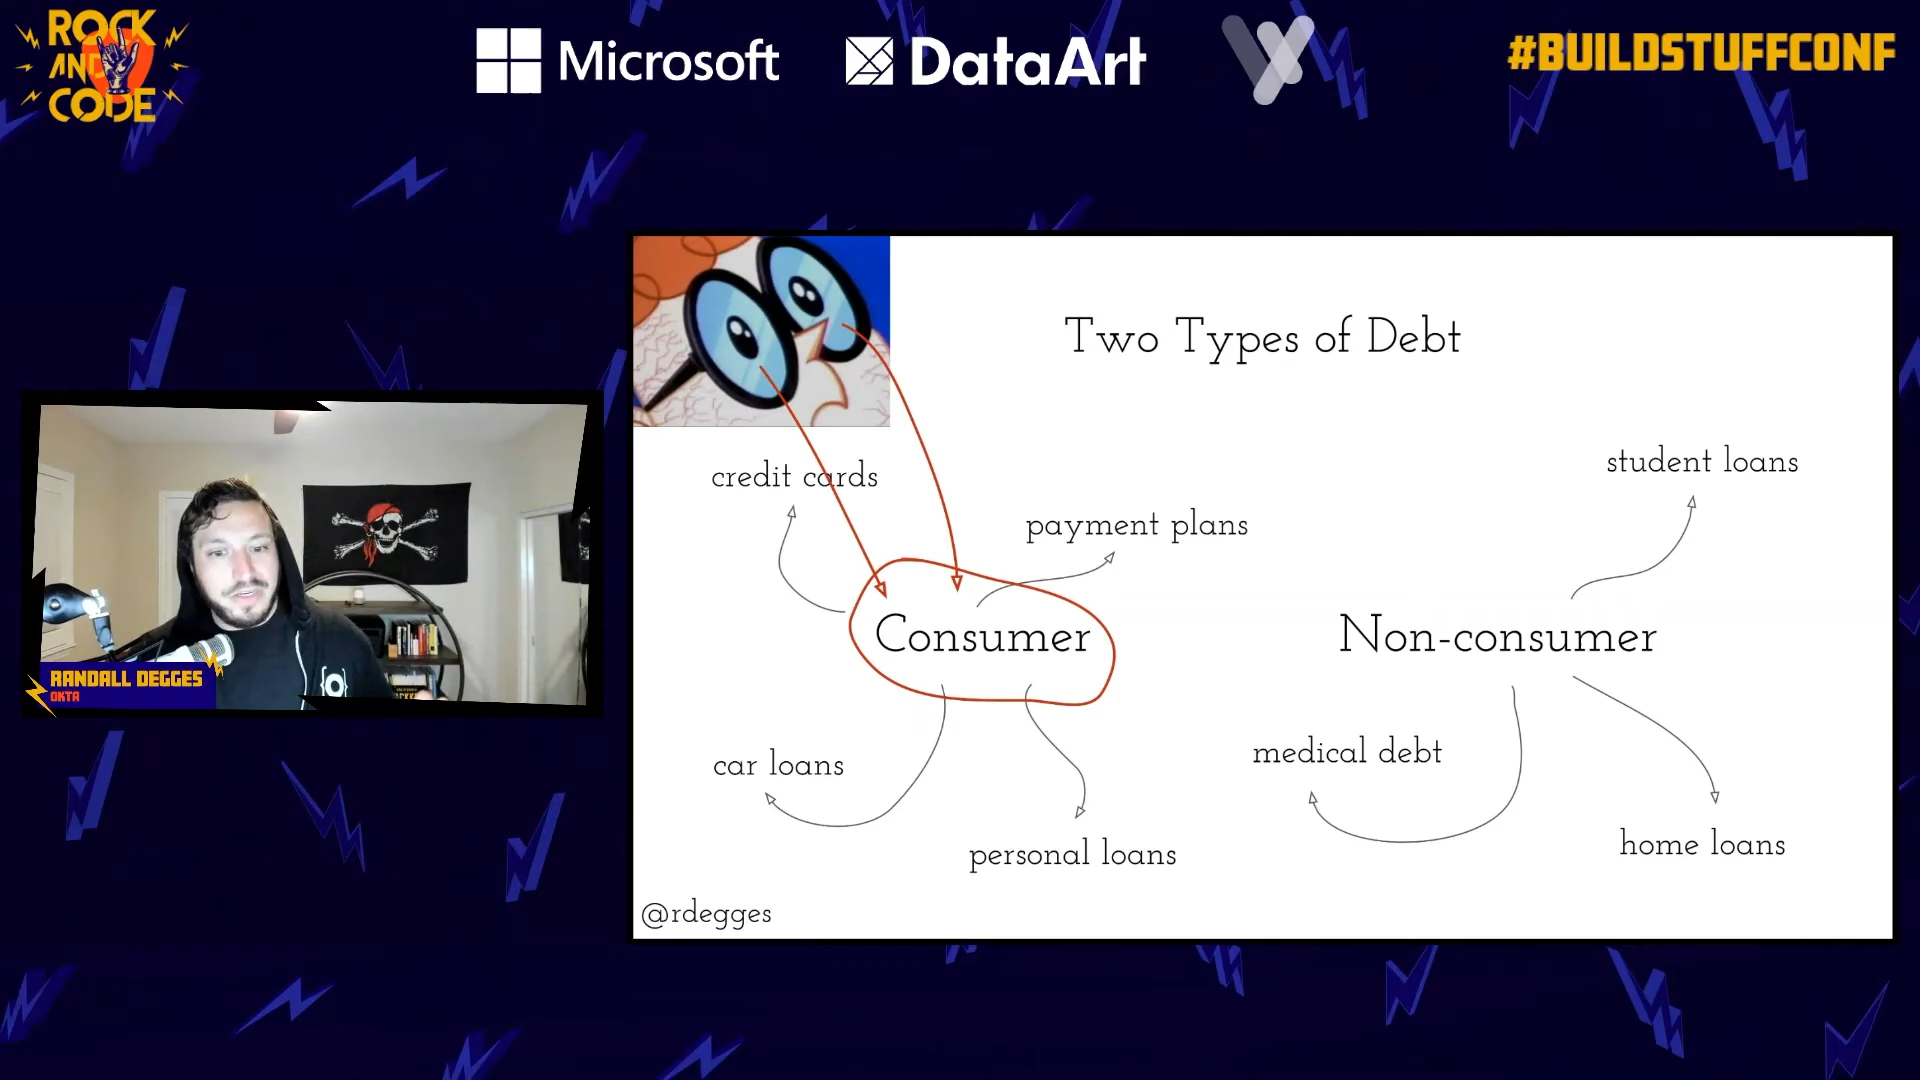 ROCK
AND
CODE
Microsoft
DataArt
#BUILDSTUFFCONF
Two Types of Debt
credit cards
payment plans
student loans
Consumer
Non-consumer
car loans
personal loans
medical debt
home loans
@rdegges
RANDALL DEGGES
OKTA